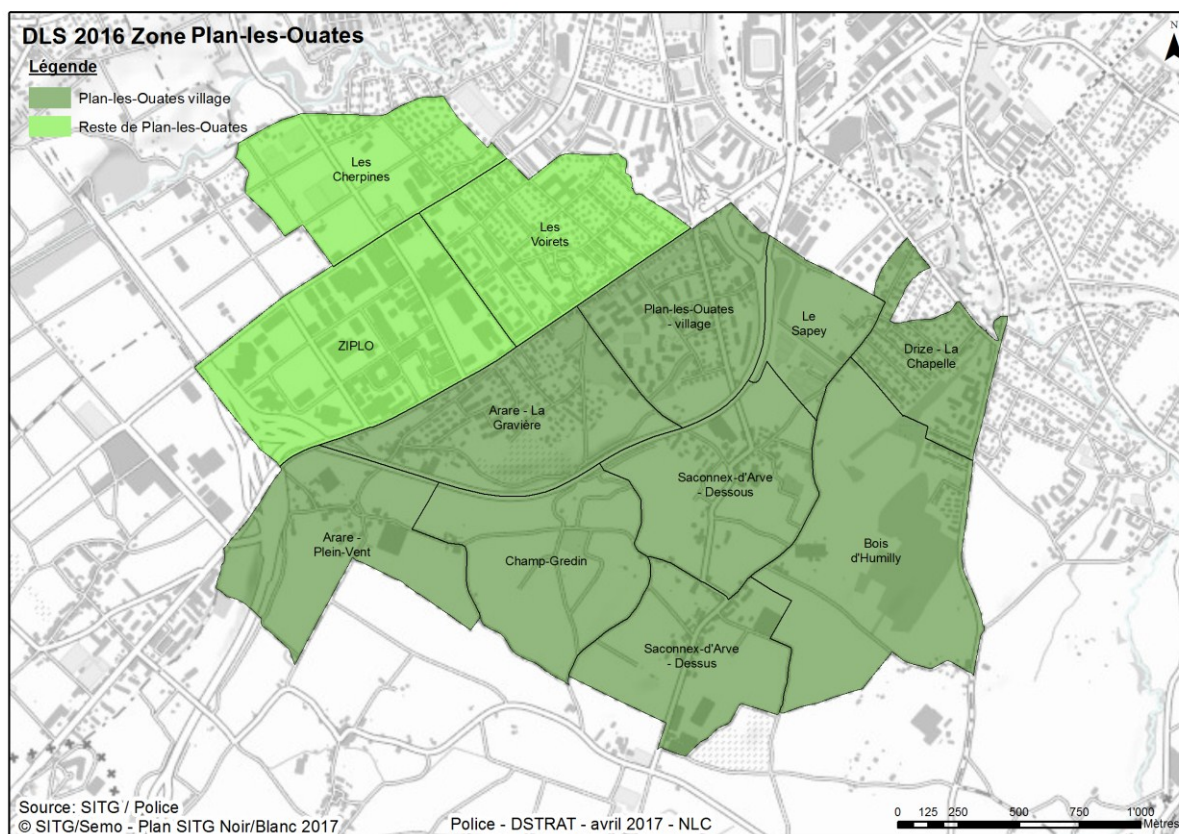 DLS 2016 Zone Plan-les-Ouates
Légende
Plan-les-Ouates village
Reste de Plan-les-Ouates
N
Les
Cherpines
Les
Voirets
ZIPLO
Plan-les-Ouates
- village
Le
Sapey
Drize - La
Chapelle
Arare - La
Gravière
Saconnex-d'Arve
- Dessous
Arare -
Plein-Vent
Champ-Gredin
Bois
d'Humilly
Saconnex-d'Arve
- Dessus
Source: SITG / Police
© SITG/Semo - Plan SITG Noir/Blanc 2017
Police - DSTRAT - avril 2017 - NLC
0 125 250 500 750 1'000
Mètres